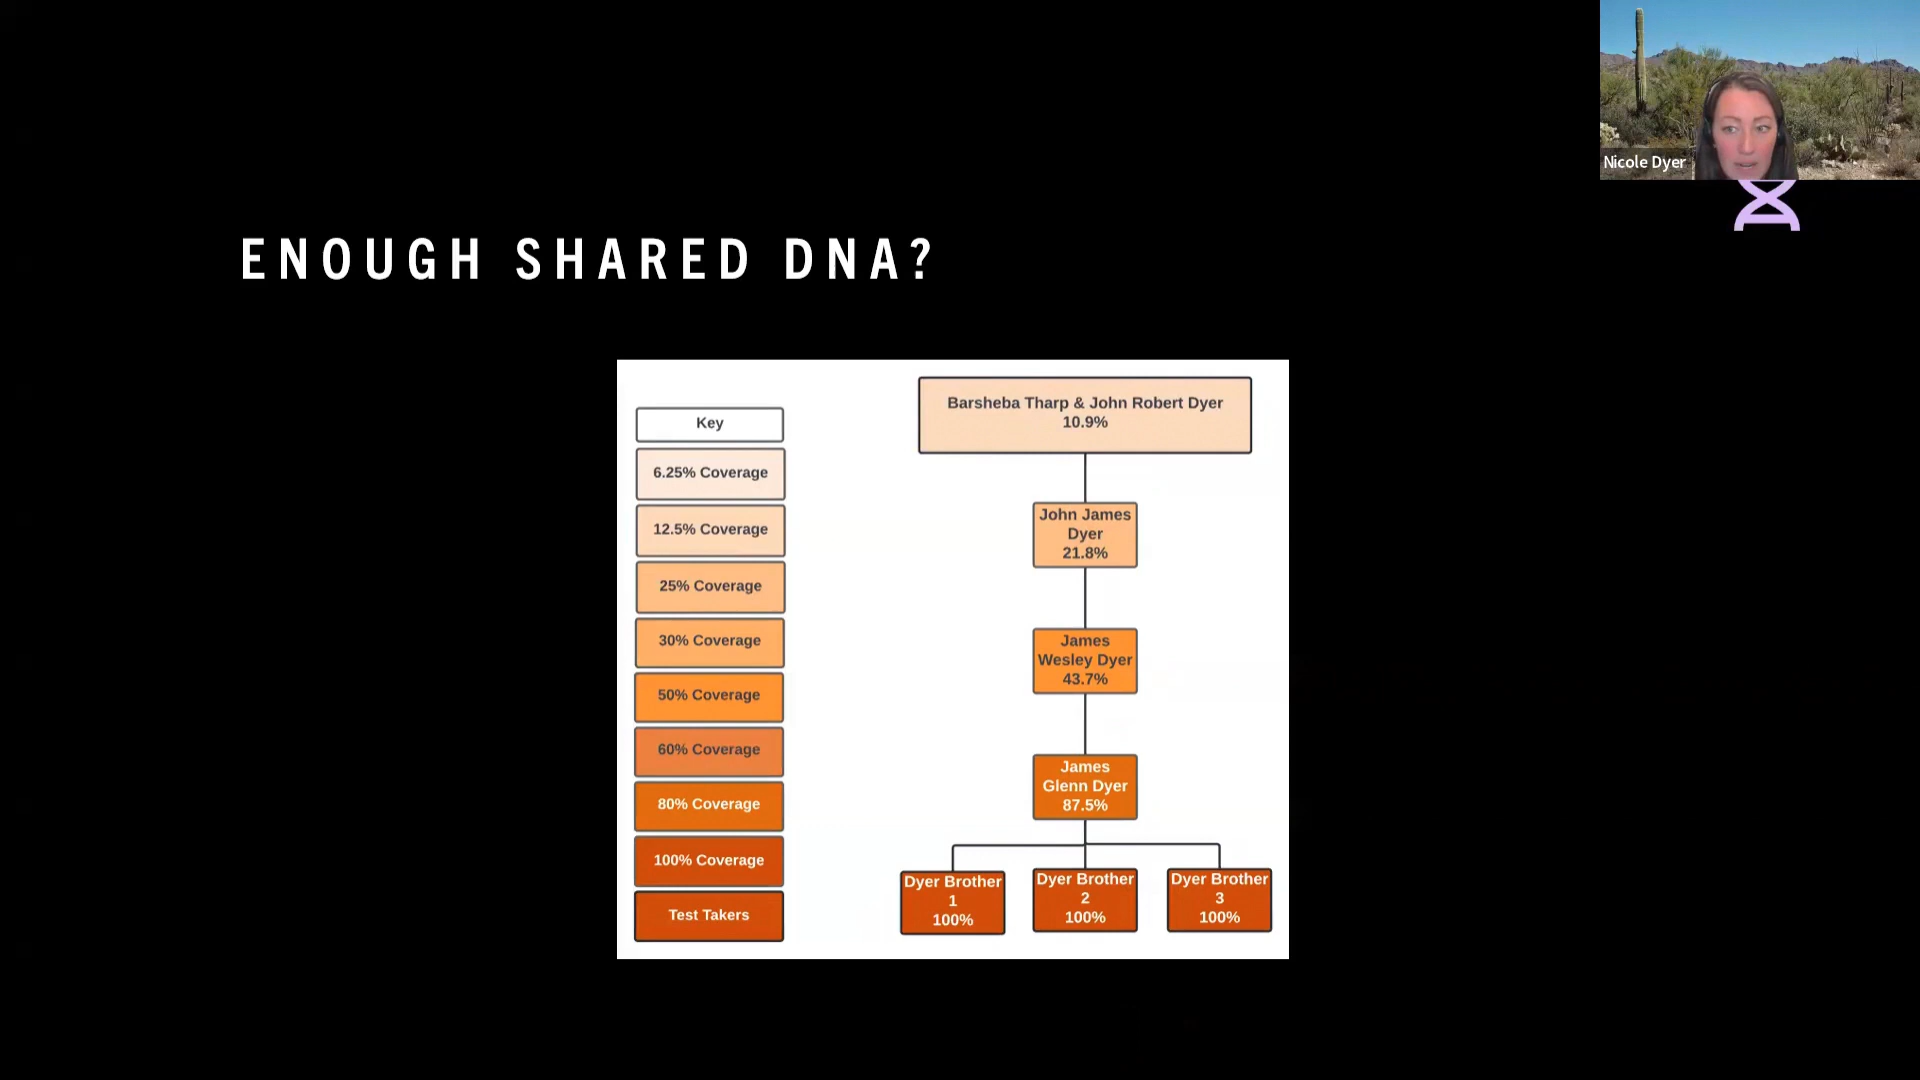 Nicole Dyer
ENOUGH SHARED DNA?
Key
6.25% Coverage
12.5% Coverage
25% Coverage
30% Coverage
50% Coverage
60% Coverage
80% Coverage
100% Coverage
Test Takers
Barsheba Tharp & John Robert Dyer
10.9%
John James
Dyer
21.8%
James
Wesley Dyer
43.7%
James
Glenn Dyer
87.5%
Dyer Brother
1
100%
Dyer Brother
2
100%
Dyer Brother
3
100%